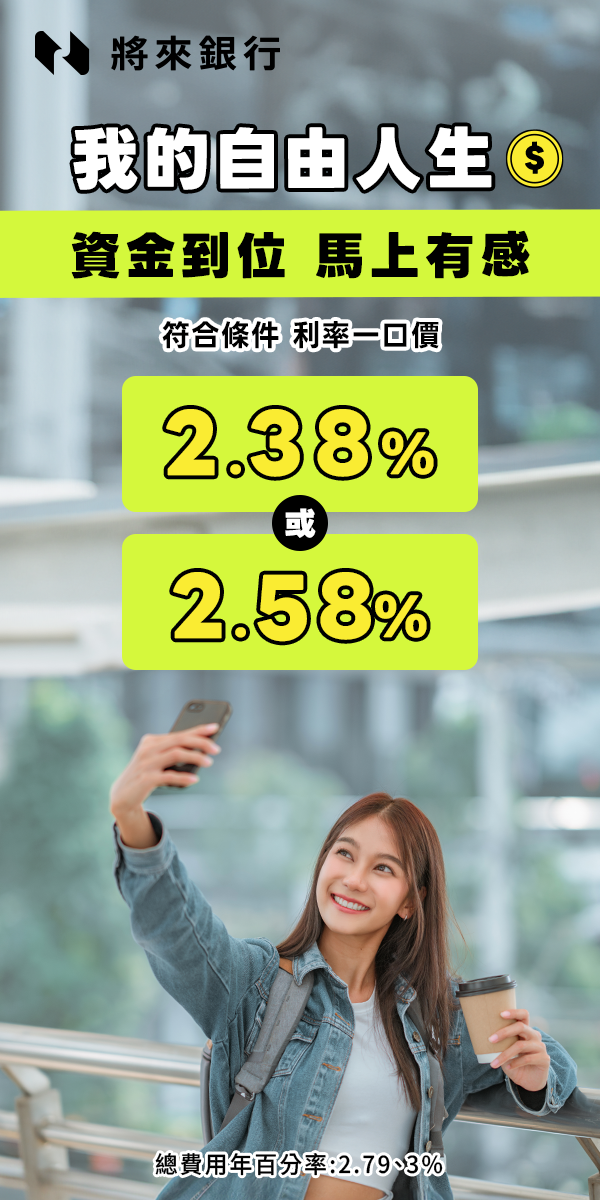 將來銀行
我的自由人生
$
資金到位 馬上有感
符合條件 利率一口價
2.38%
或
2.58%
總費用年百分率:2.79、3%